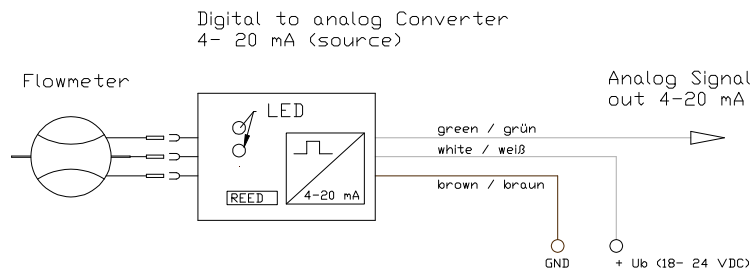 Digital to analog Converter
4- 20 mA (source)
Flowmeter
Analog Signal
out 4-20 mA
LED
green / grün
white / weiß
REED
4-20 mA
brown / braun
GND
+ Ub (18- 24 VDC)